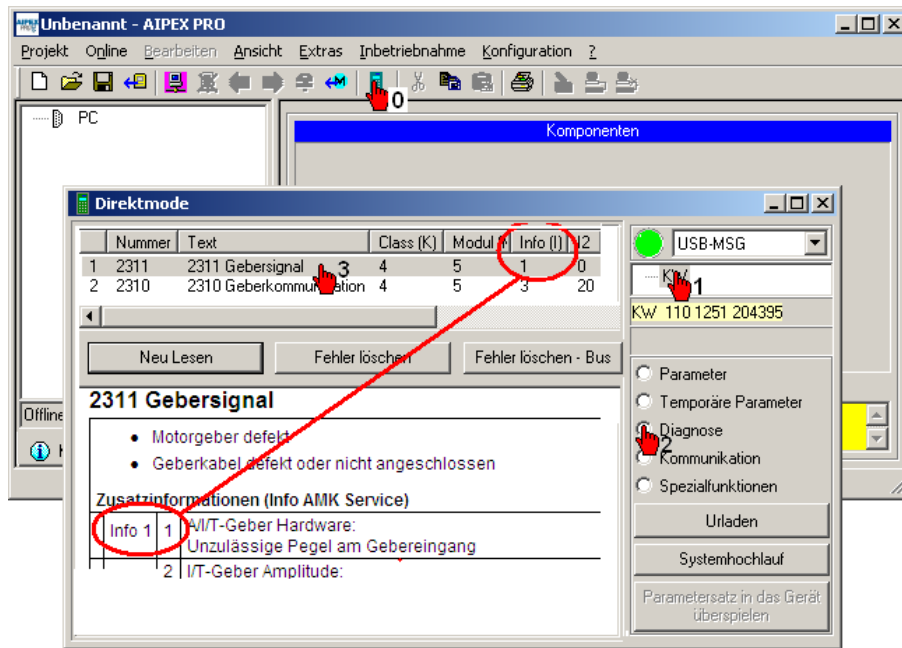 Unbenannt - AIPEX PRO
Projekt Online Bearbeiten Ansicht Extras Inbetriebnahme Konfiguration ?
0
PC
Komponenten
Direktmode
Nummer Text Class (K) Modul Info (I) I2
1 2311 2311 Gebersignal 3 4 5 1 0
2 2310 2310 Geberkommunikation 4 5 3 20
USB-MSG
KW 1
KW 110 1251 204395
Neu Lesen Fehler löschen Fehler löschen - Bus
2311 Gebersignal
• Motorgeber defekt
• Geberkabel defekt oder nicht angeschlossen
Zusatzinformationen (Info AMK Service)
Info 1 1 A/I/T-Geber Hardware:
Unzulässige Pegel am Gebereingang
2 I/T-Geber Amplitude:
Parameter
Temporäre Parameter
Diagnose
2
Kommunikation
Spezialfunktionen
Urladen
Systemhochlauf
Parametersatz in das Gerät
überspielen
Offline